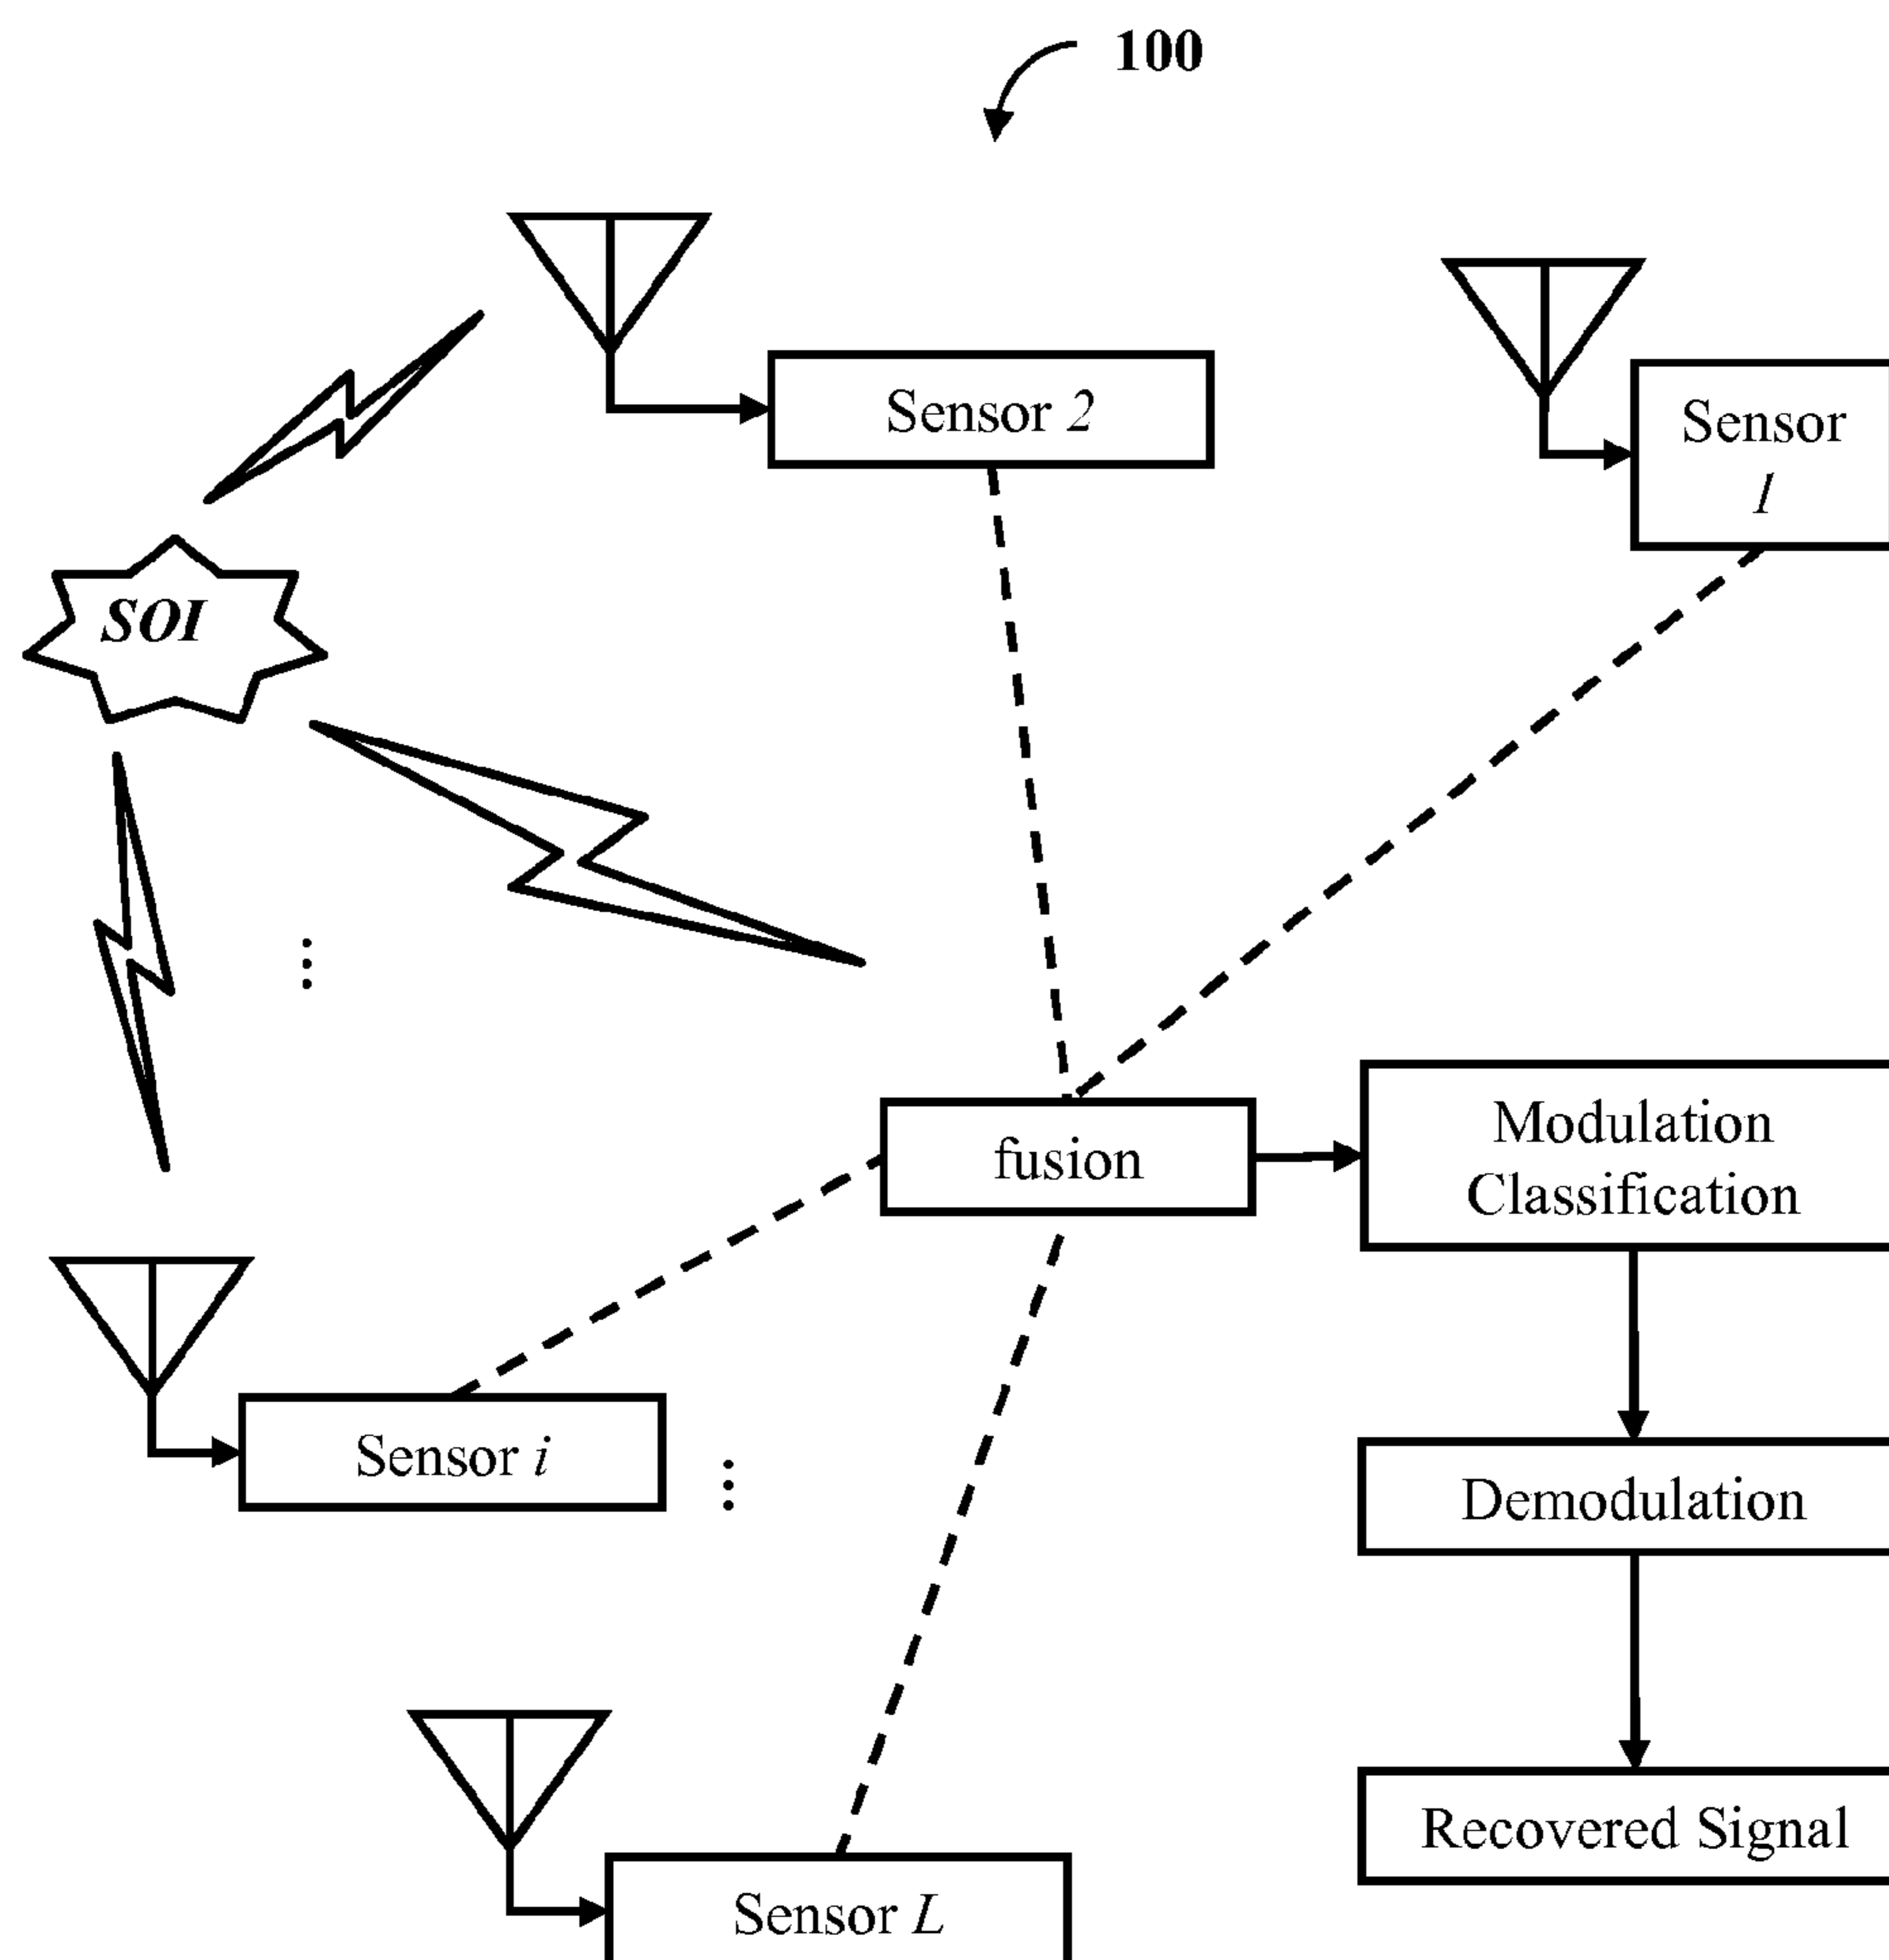 100
Sensor 2
Sensor
1
SOI
fusion
Modulation
Classification
Sensor i
Demodulation
Recovered Signal
Sensor L